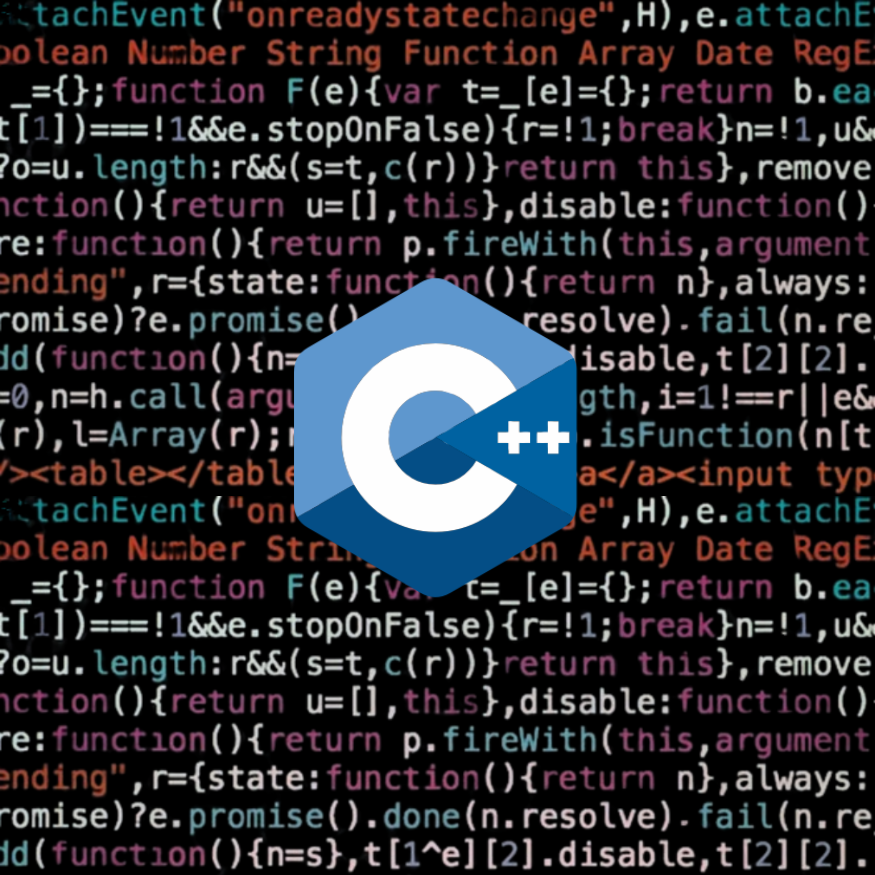 tachEvent("onreadystatechange",H),e.attachE
oolean Number String Function Array Date RegE
_={};function F(e){var t=_[e]={};return b.ea
t[1])===!1&&e.stopOnFalse){r=!1;break}n=!1,u&
?o=u.length:r&&(s=t,c(r))}return this},remove
nction(){return u=[],this},disable:function()
re:function(){return p.fireWith(this,argument
ending",r={state:function(){return n},always:
romise)?e.promise() resolve).fail(n.re
dd(function(){n= isable,t[2][2].
=0,n=h.call(argu gth,i=1!==r||e&
(r),l=Array(r);r .isFunction(n[t
/><table></table a</a><input typ
C++
tachEvent("onr ge",H),e.attachE
oolean Number Strin on Array Date RegE
_={};function F(e){va t=_[e]={};return b.ea
t[1])===!1&&e.stopOnFalse){r=!1;break}n=!1,u&
?o=u.length:r&&(s=t,c(r))}return this},remove
nction(){return u=[],this},disable:function()
re:function(){return p.fireWith(this,argument
ending",r={state:function(){return n},always:
romise)?e.promise().done(n.resolve).fail(n.re
dd(function(){n=s},t[1^e][2].disable,t[2][2].